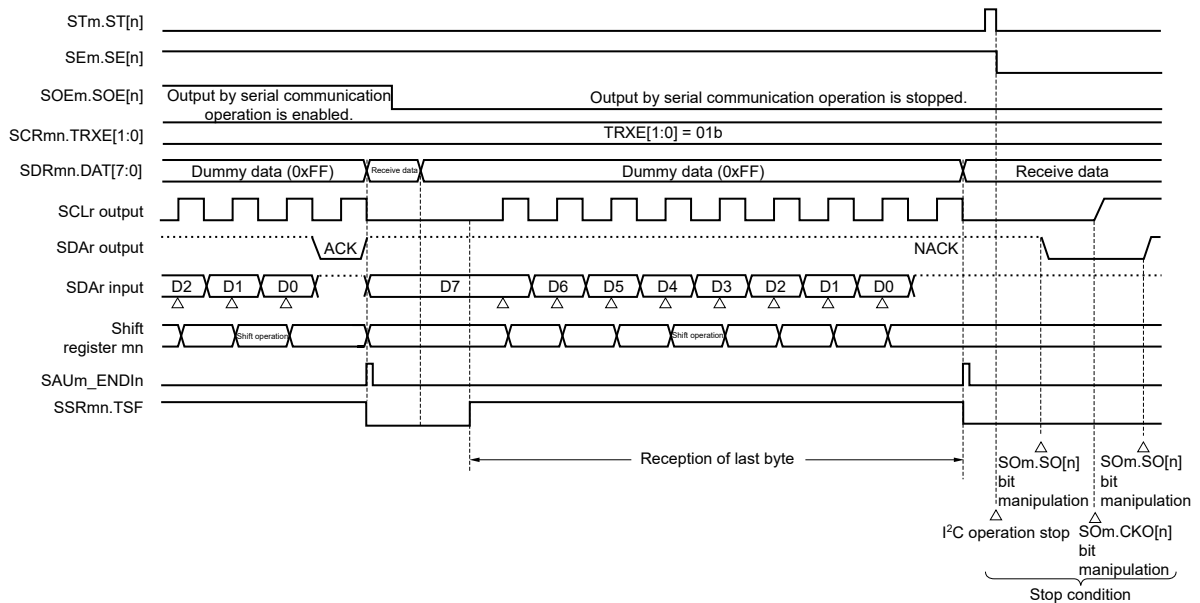 STm.ST[n]
SEm.SE[n]
SOEm.SOE[n]
Output by serial communication
operation is enabled.
Output by serial communication operation is stopped.
SCRmn.TRXE[1:0]
TRXE[1:0] = 01b
SDRmn.DAT[7:0]
Dummy data (0xFF)
Receive data
Dummy data (0xFF)
Receive data
SCLr output
SDAr output
ACK
NACK
SDAr input
D2
D1
D0
D7
D6
D5
D4
D3
D2
D1
D0
Shift
register mn
Shift operation
Shift operation
SAUm_ENDIn
SSRmn.TSF
Reception of last byte
SOm.SO[n]
bit
manipulation
SOm.SO[n]
bit
manipulation
I²C operation stop
SOm.CKO[n]
bit
manipulation
Stop condition